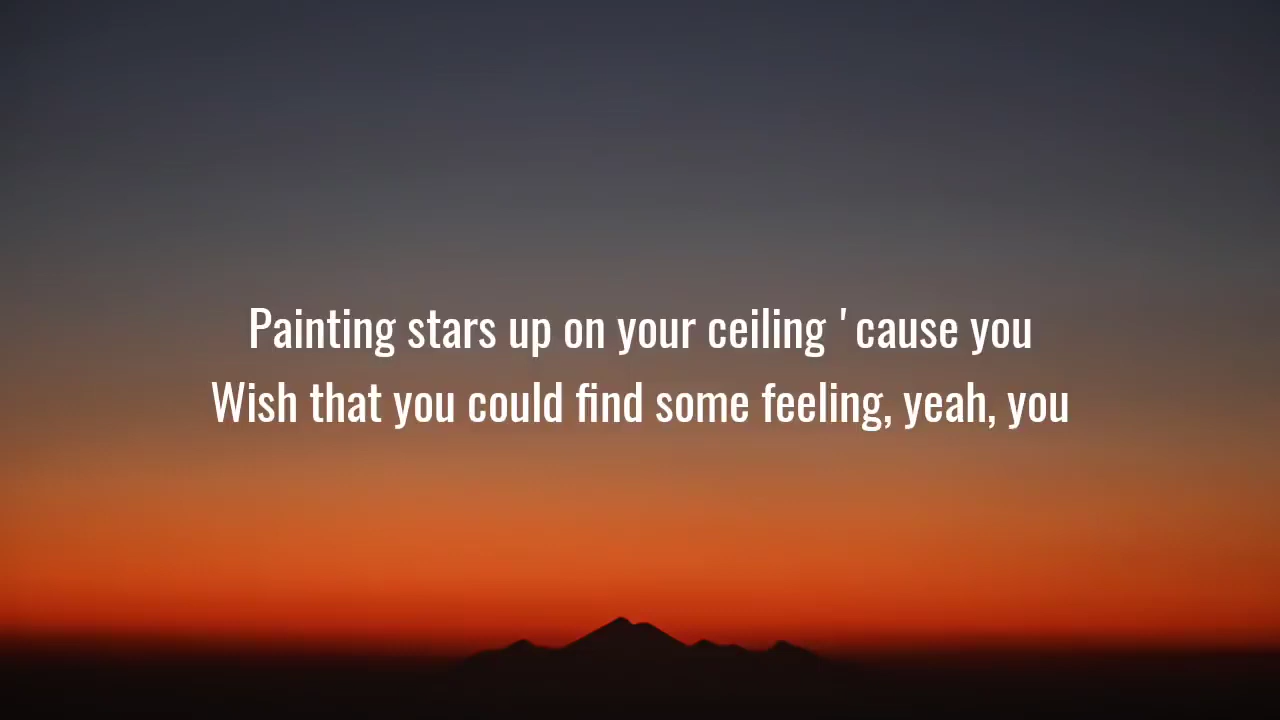 Painting stars up on your ceiling 'cause you
Wish that you could find some feeling, yeah, you